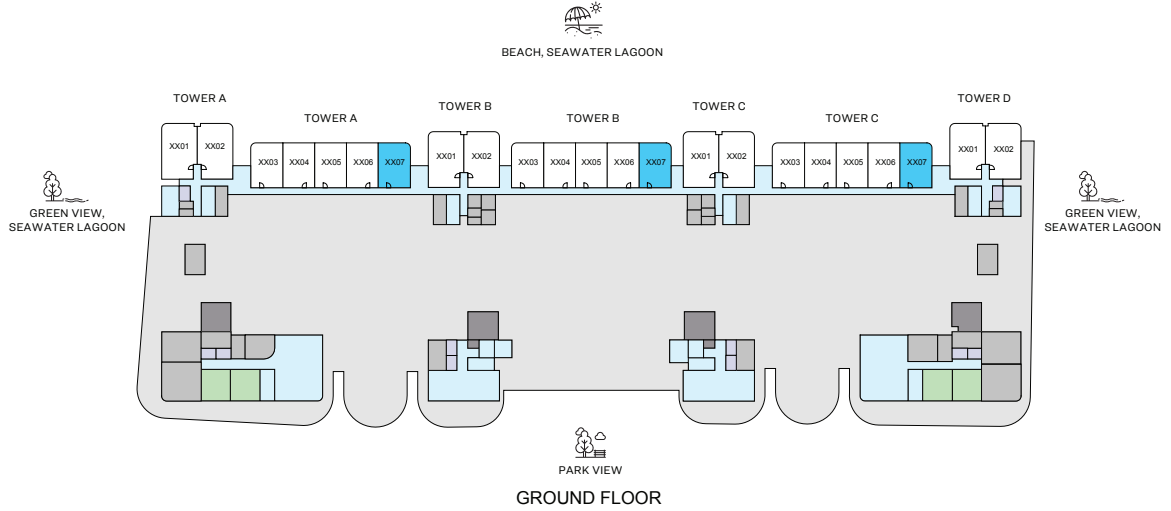 BEACH, SEAWATER LAGOON
TOWER A
TOWER A
TOWER B
TOWER B
TOWER C
TOWER C
TOWER D
XX01
XX02
XX03
XX04
XX05
XX06
XX07
XX01
XX02
XX03
XX04
XX05
XX06
XX07
XX01
XX02
XX03
XX04
XX05
XX06
XX07
XX01
XX02
GREEN VIEW,
SEAWATER LAGOON
GREEN VIEW,
SEAWATER LAGOON
PARK VIEW
GROUND FLOOR